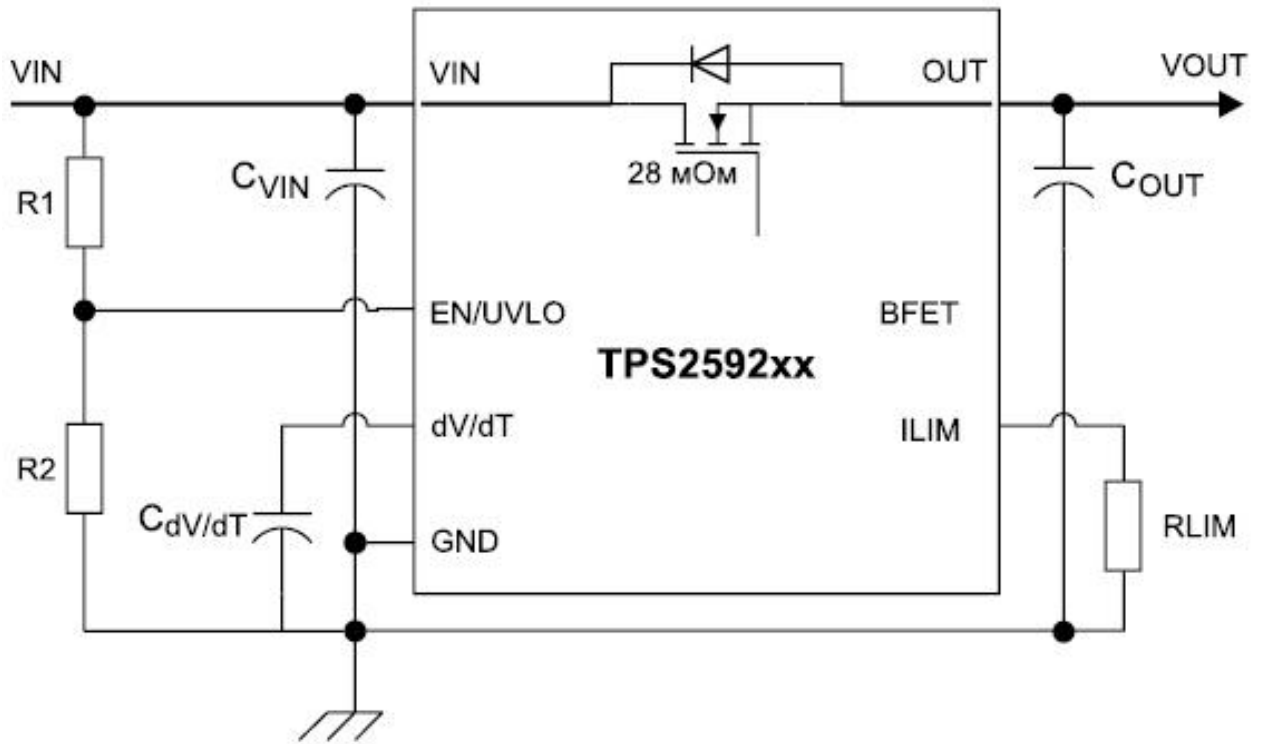 VIN
VIN
OUT
VOUT
R1
CVIN
28 мОм
COUT
EN/UVLO
BFET
TPS2592xx
dV/dT
ILIM
R2
CdV/dT
GND
RLIM